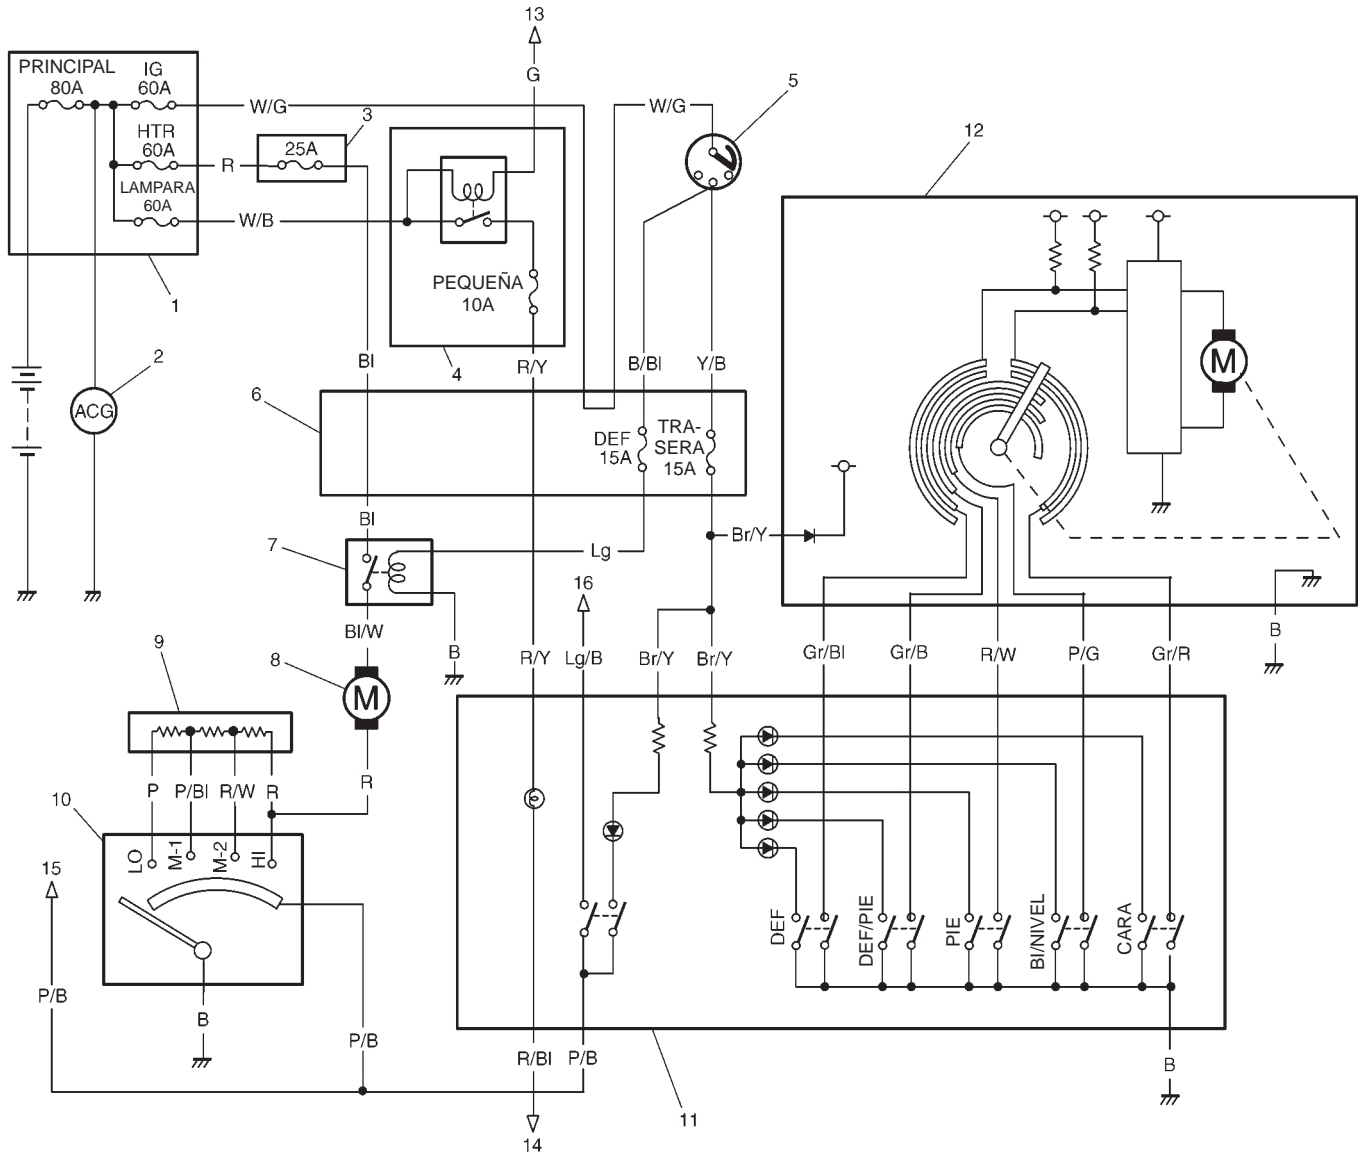 13
PRINCIPAL
80A
IG
60A
G
5
W/G
W/G
3
12
HTR
60A
R
25A
LAMPARA
60A
W/B
PEQUEÑA
10A
1
2
Bl
4
R/Y
B/Bl
Y/B
M
6
ACG
DEF
15A
TRA-
SERA
15A
Bl
7
Lg
Br/Y
16
Bl/W
B
B
9
8
R/Y
Lg/B
Br/Y
Br/Y
Gr/Bl
Gr/B
R/W
P/G
Gr/R
M
P
P/Bl
R/W
R
R
10
LO
M-1
M-2
HI
15
DEF
DEF/PIE
PIE
BI/NIVEL
CARA
P/B
B
P/B
R/Bl
P/B
B
11
14